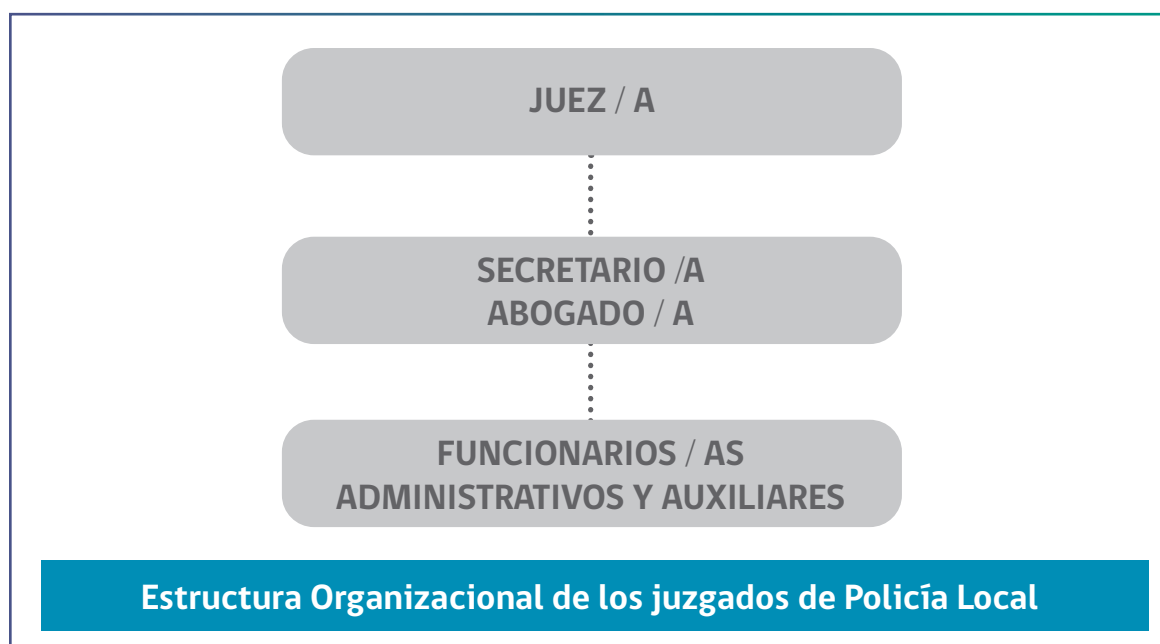 JUEZ / A
SECRETARIO /A
ABOGADO / A
FUNCIONARIOS / AS
ADMINISTRATIVOS Y AUXILIARES
Estructura Organizacional de los juzgados de Policía Local